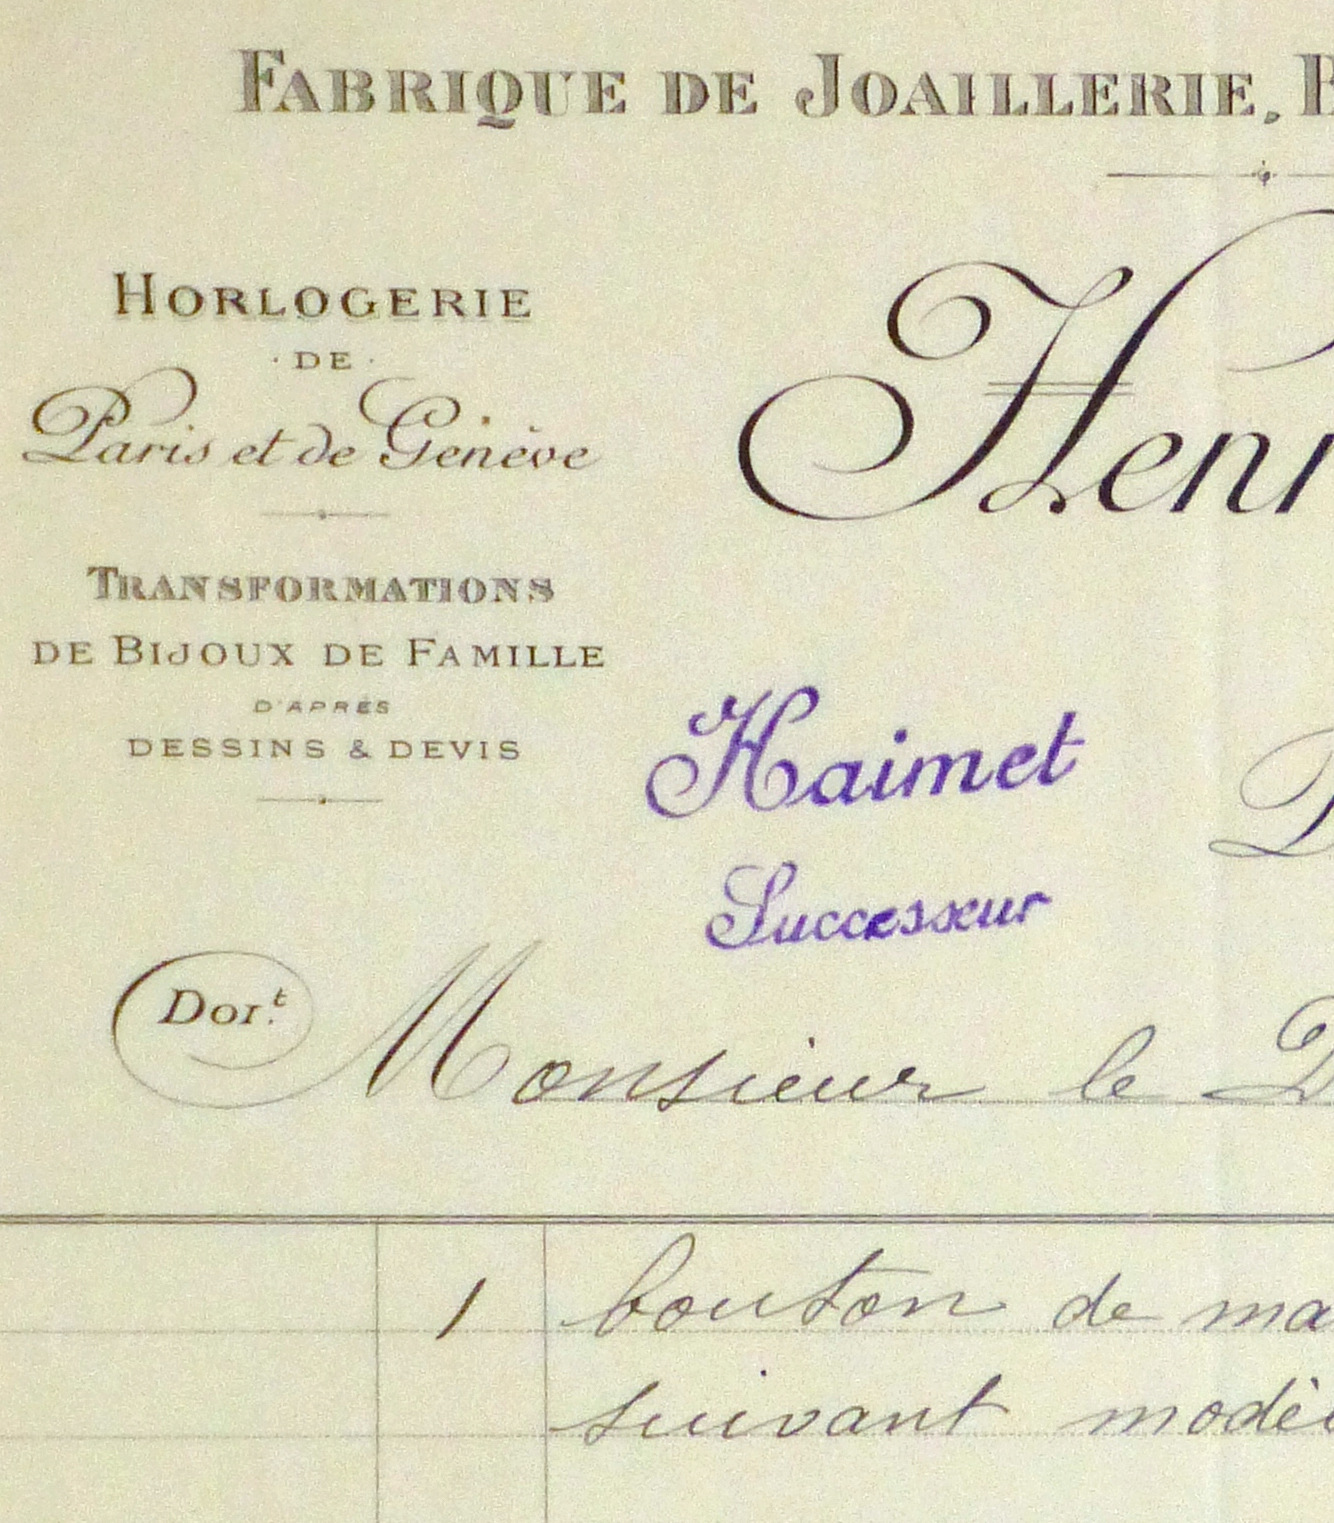 FABRIQUE DE JOAILLERIE,
HORLOGERIE
· DE ·
Paris et de Genève
TRANSFORMATIONS
DE BIJOUX DE FAMILLE
D'APRÈS
DESSINS & DEVIS
Haimet
Successeur
Doit Monsieur le
1 bouton de
suivant